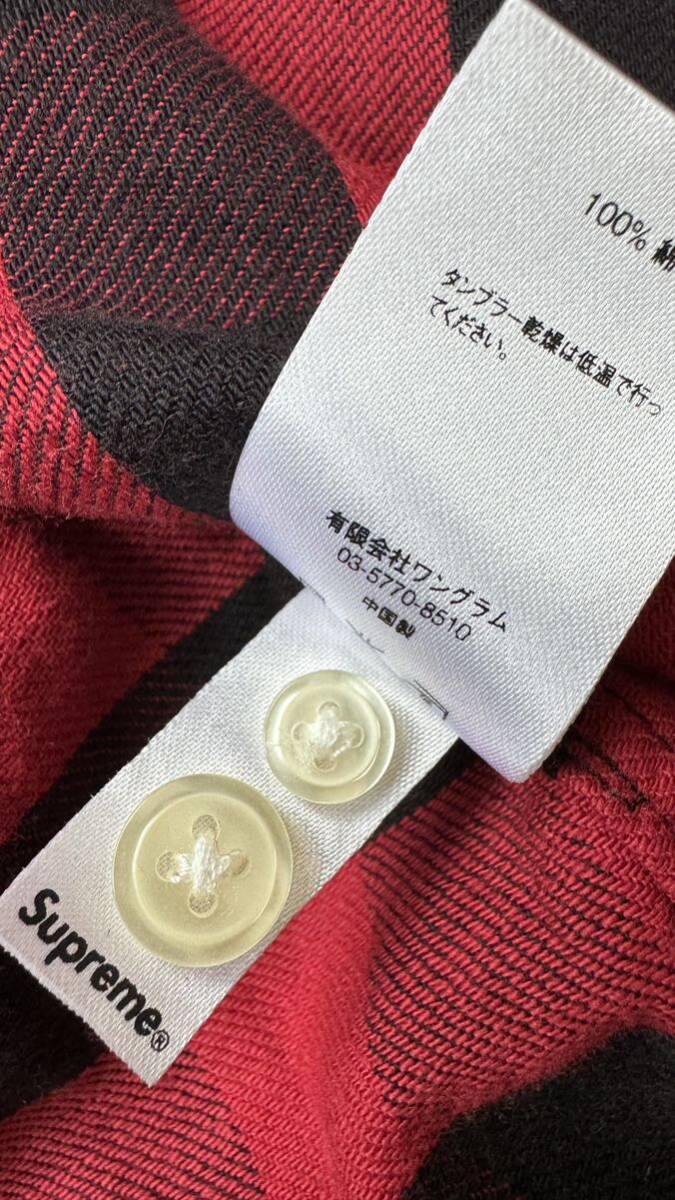 100% 綿
タンブラー乾燥は低温で行っ
てください。
有限会社ワングラム
03-5770-8510
中国製
Supreme®